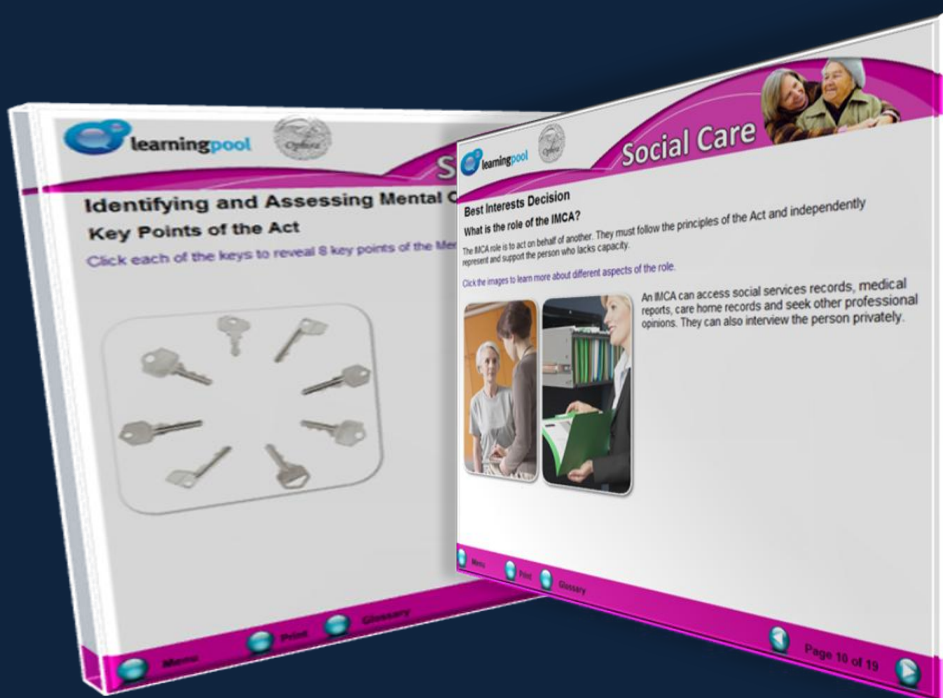 learningpool
S
Identifying and Assessing Mental C
Key Points of the Act
Click each of the keys to reveal 8 key points of the Me
Menu
Print
Glossary
learningpool
Social Care
Best Interests Decision
What is the role of the IMCA?
The IMCA role is to act on behalf of another. They must follow the principles of the Act and independently
represent and support the person who lacks capacity.
Click the images to learn more about different aspects of the role.
An IMCA can access social services records, medical
reports, care home records and seek other professional
opinions. They can also interview the person privately.
Menu
Print
Glossary
Page 10 of 19